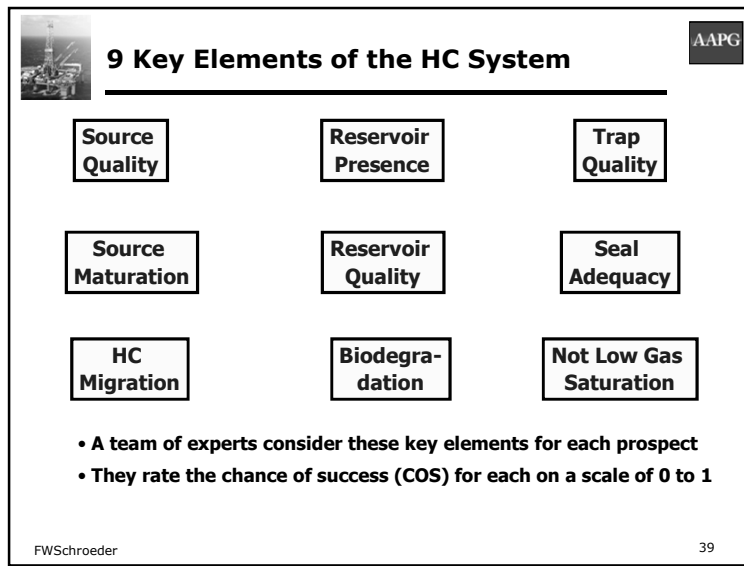 9 Key Elements of the HC System
AAPG
Source
Quality
Reservoir
Presence
Trap
Quality
Source
Maturation
Reservoir
Quality
Seal
Adequacy
HC
Migration
Biodegra-
dation
Not Low Gas
Saturation
• A team of experts consider these key elements for each prospect
• They rate the chance of success (COS) for each on a scale of 0 to 1
FWSchroeder
39